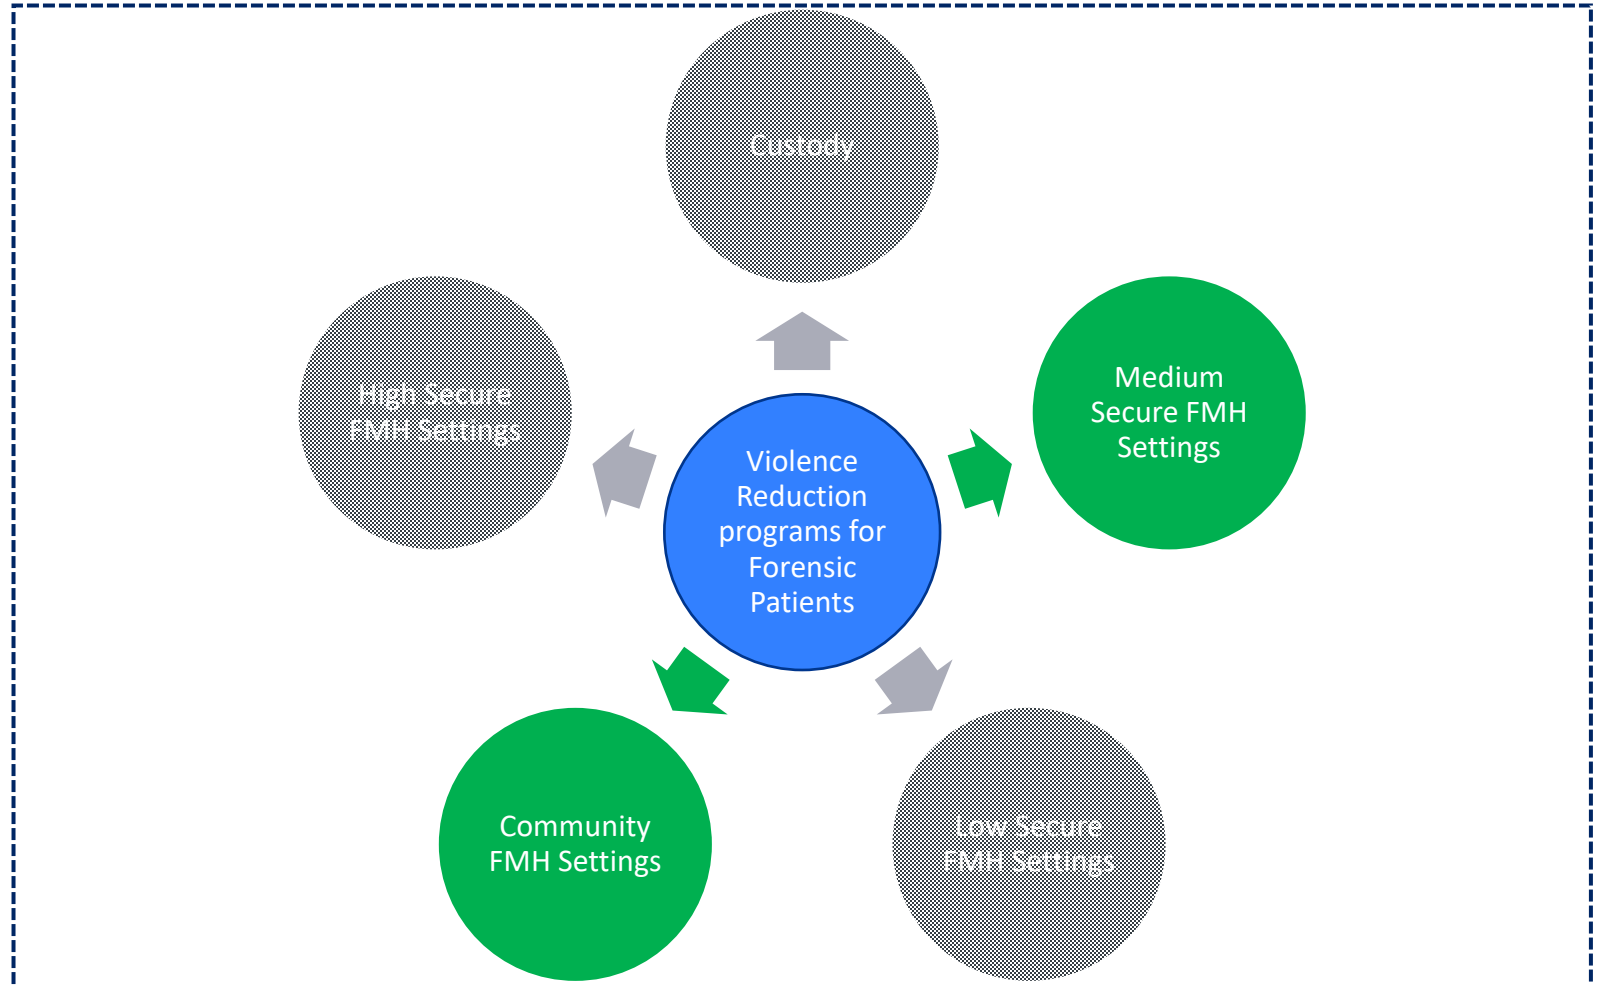 Custody
High Secure
FMH Settings
Medium
Secure FMH
Settings
Violence
Reduction
programs for
Forensic
Patients
Community
FMH Settings
Low Secure
FMH Settings